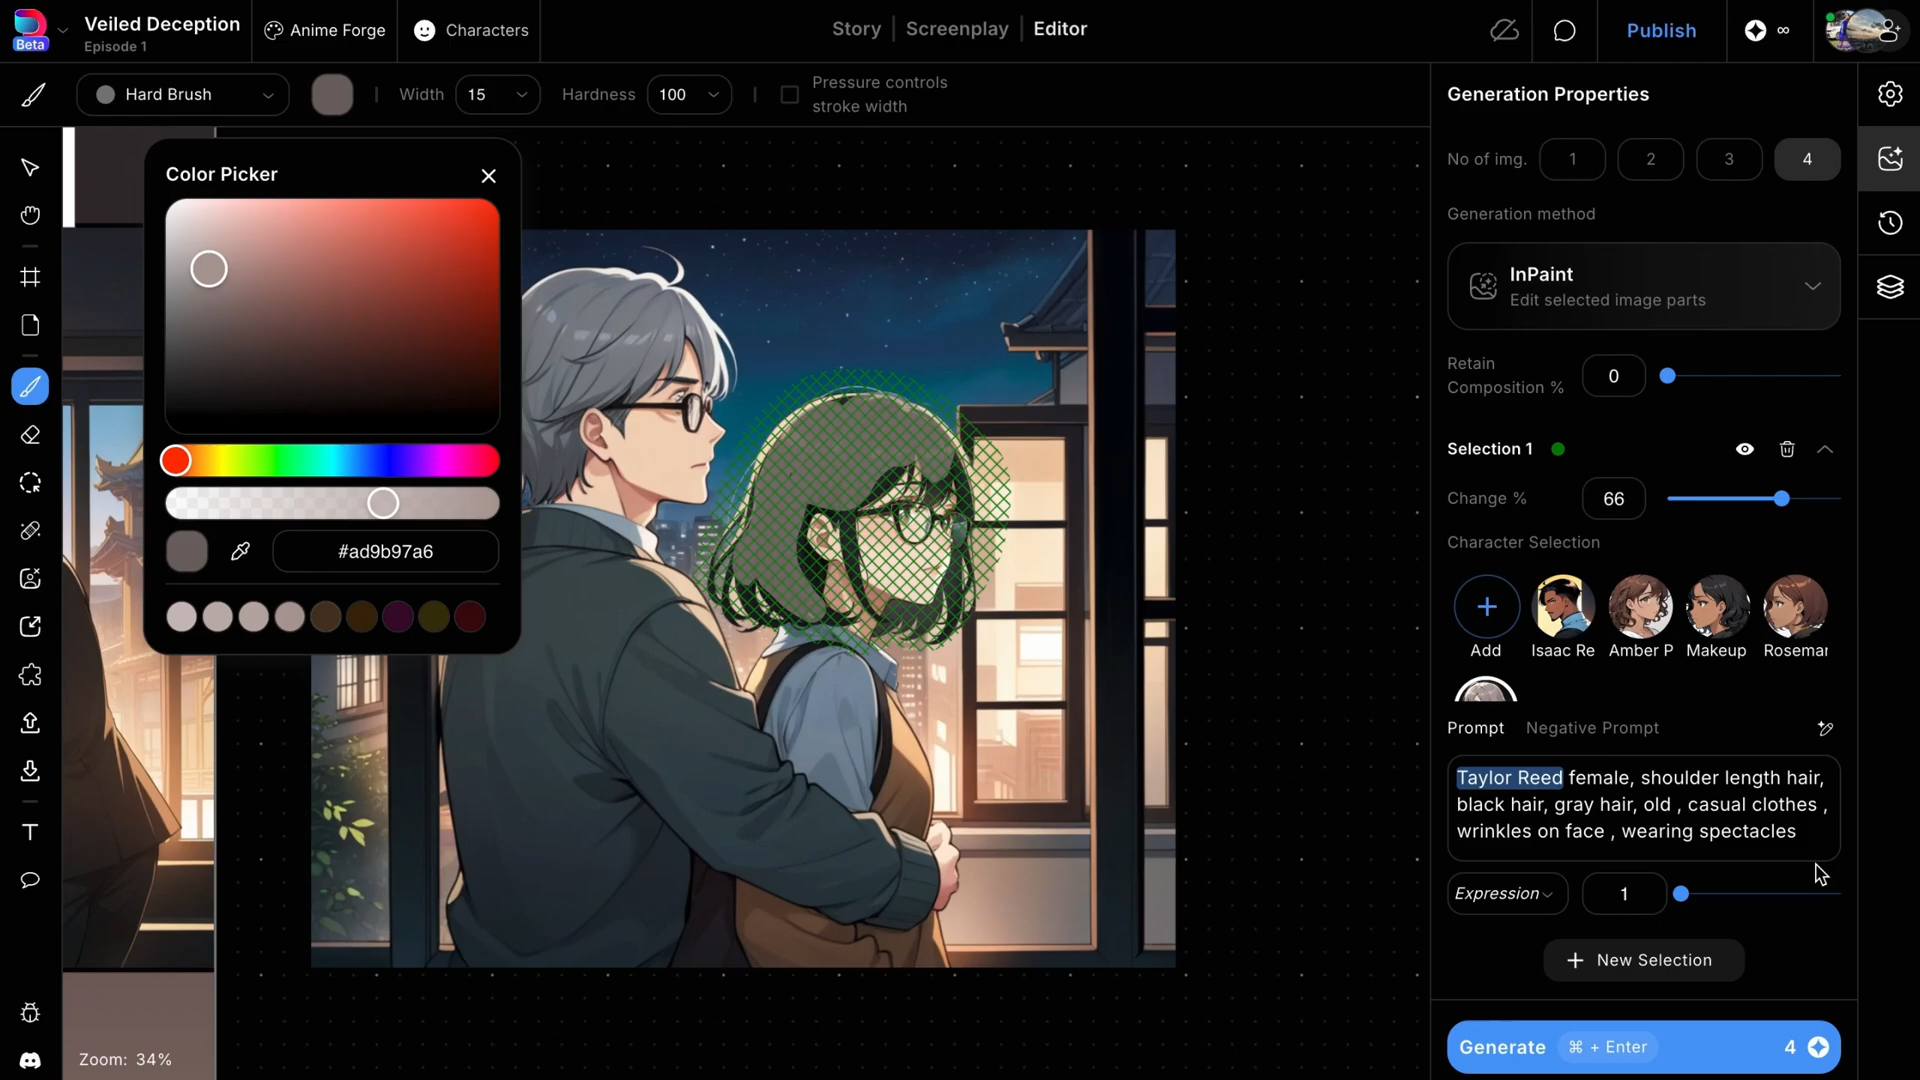 Veiled Deception
Beta
Episode 1
Anime Forge
Characters
Story
Screenplay
Editor
Publish
∞
Hard Brush
Width
15
Hardness
100
Pressure controls
stroke width
Color Picker
#ad9b97a6
Zoom: 34%
Generation Properties
No of img.
1
2
3
4
Generation method
InPaint
Edit selected image parts
Retain
Composition %
0
Selection 1
Change %
66
Character Selection
Add
Isaac Re
Amber P
Makeup
Rosemar
Prompt
Negative Prompt
Taylor Reed female, shoulder length hair,
black hair, gray hair, old , casual clothes ,
wrinkles on face , wearing spectacles
Expression
1
+ New Selection
Generate
⌘ + Enter
4